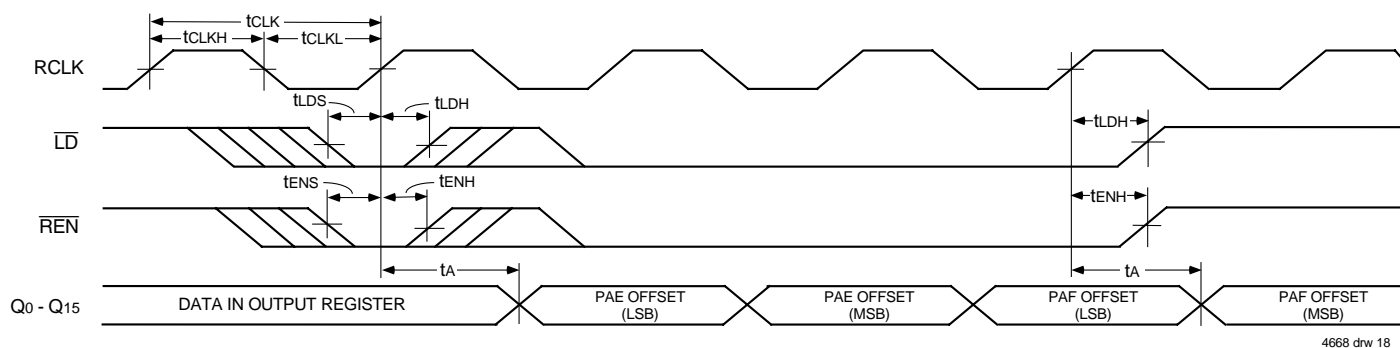 tCLK
tCLKH
tCLKL
RCLK
tLDS
tLDH
tLDH
LD
tENS
tENH
tENH
REN
tA
tA
Q0 - Q15
DATA IN OUTPUT REGISTER
PAE OFFSET
(LSB)
PAE OFFSET
(MSB)
PAF OFFSET
(LSB)
PAF OFFSET
(MSB)
4668 drw 18